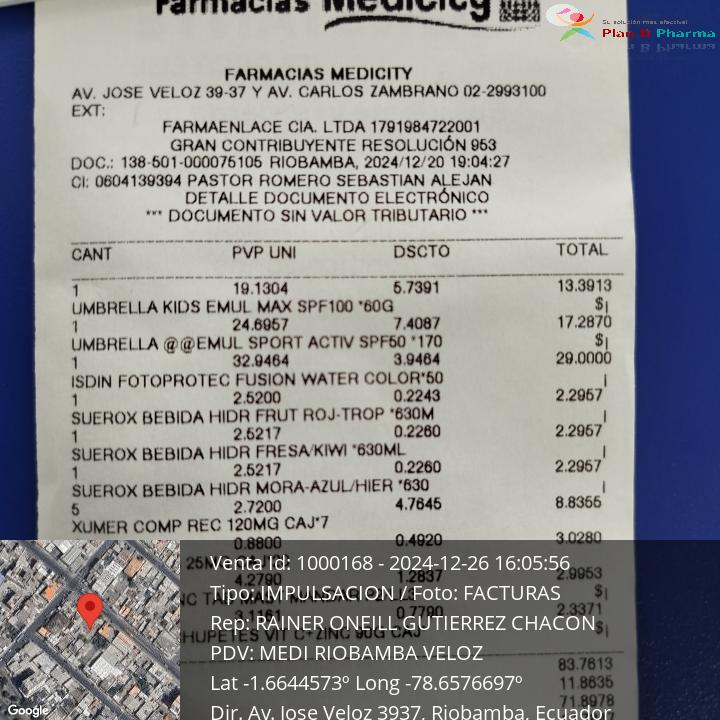 Farmacias Medicity
Su solución mas efectiva!
Plan B Pharma
FARMACIAS MEDICITY
AV. JOSE VELOZ 39-37 Y AV. CARLOS ZAMBRANO 02-2993100
EXT:
FARMAENLACE CIA. LTDA 1791984722001
GRAN CONTRIBUYENTE RESOLUCIÓN 953
DOC.: 138-501-000075105 RIOBAMBA, 2024/12/20 19:04:27
CI: 0604139394 PASTOR ROMERO SEBASTIAN ALEJAN
DETALLE DOCUMENTO ELECTRÓNICO
*** DOCUMENTO SIN VALOR TRIBUTARIO ***
CANT PVP UNI DSCTO TOTAL
1 19.1304 5.7391 13.3913
UMBRELLA KIDS EMUL MAX SPF100 *60G $|
1 24.6957 7.4087 17.2870
UMBRELLA @@EMUL SPORT ACTIV SPF50 *170 $|
1 32.9464 3.9464 29.0000
ISDIN FOTOPROTEC FUSION WATER COLOR*50 |
1 2.5200 0.2243 2.2957
SUEROX BEBIDA HIDR FRUT ROJ-TROP *630M |
1 2.5217 0.2260 2.2957
SUEROX BEBIDA HIDR FRESA/KIWI *630ML |
1 2.5217 0.2260 2.2957
SUEROX BEBIDA HIDR MORA-AZUL/HIER *630 |
5 2.7200 4.7645 8.8355
XUMER COMP REC 120MG CAJ*7
0.8800 0.4920 3.0280
4.2790 1.2837 2.9953
$|
3.1161 0.7790 2.3371
$|
83.7613
11.8635
71.8978
Venta Id: 1000168 - 2024-12-26 16:05:56
Tipo: IMPULSACION / Foto: FACTURAS
Rep: RAINER ONEILL GUTIERREZ CHACON
PDV: MEDI RIOBAMBA VELOZ
Lat -1.6644573º Long -78.6576697º
Dir. Av. Jose Veloz 3937, Riobamba, Ecuador
Google